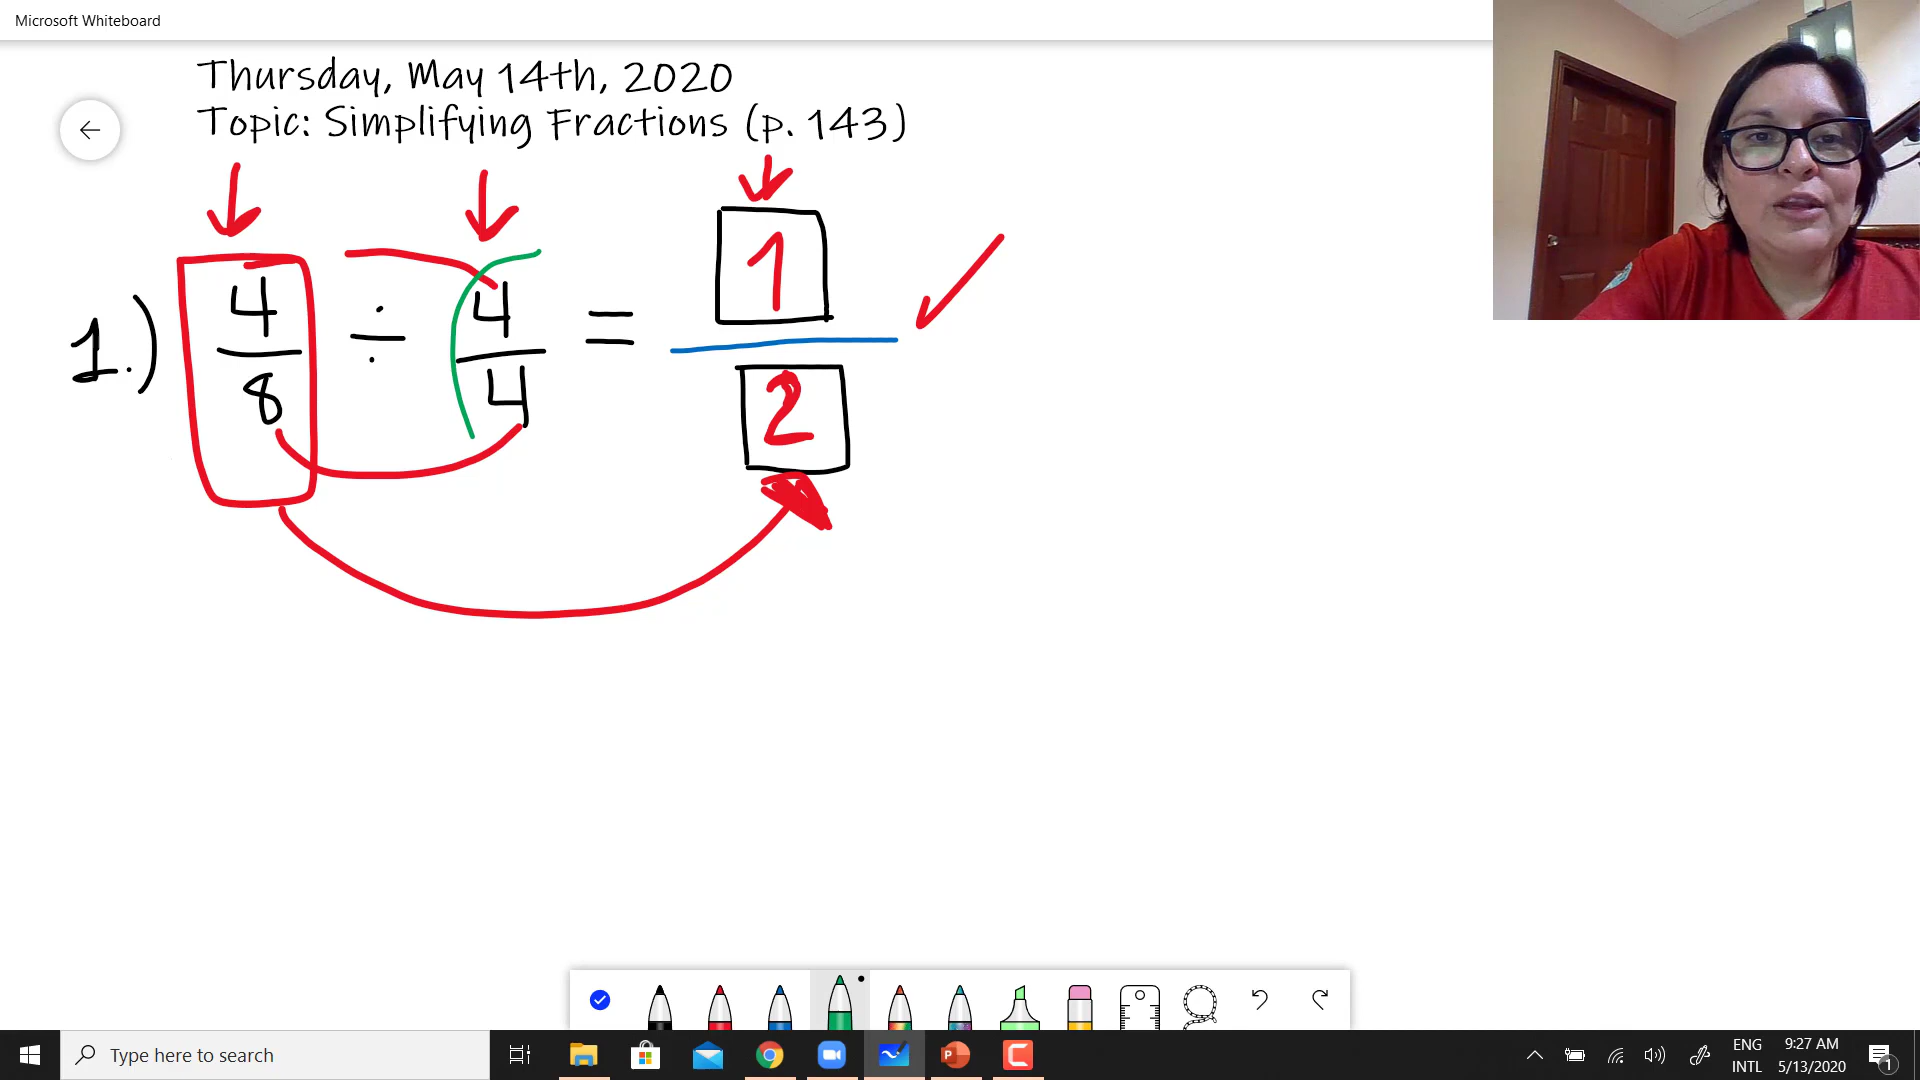 Microsoft Whiteboard
Thursday, May 14th, 2020
Topic: Simplifying Fractions (p. 143)
1.) 4/8 ÷ 4/4 = 1/2
Type here to search
ENG
INTL
9:27 AM
5/13/2020
1